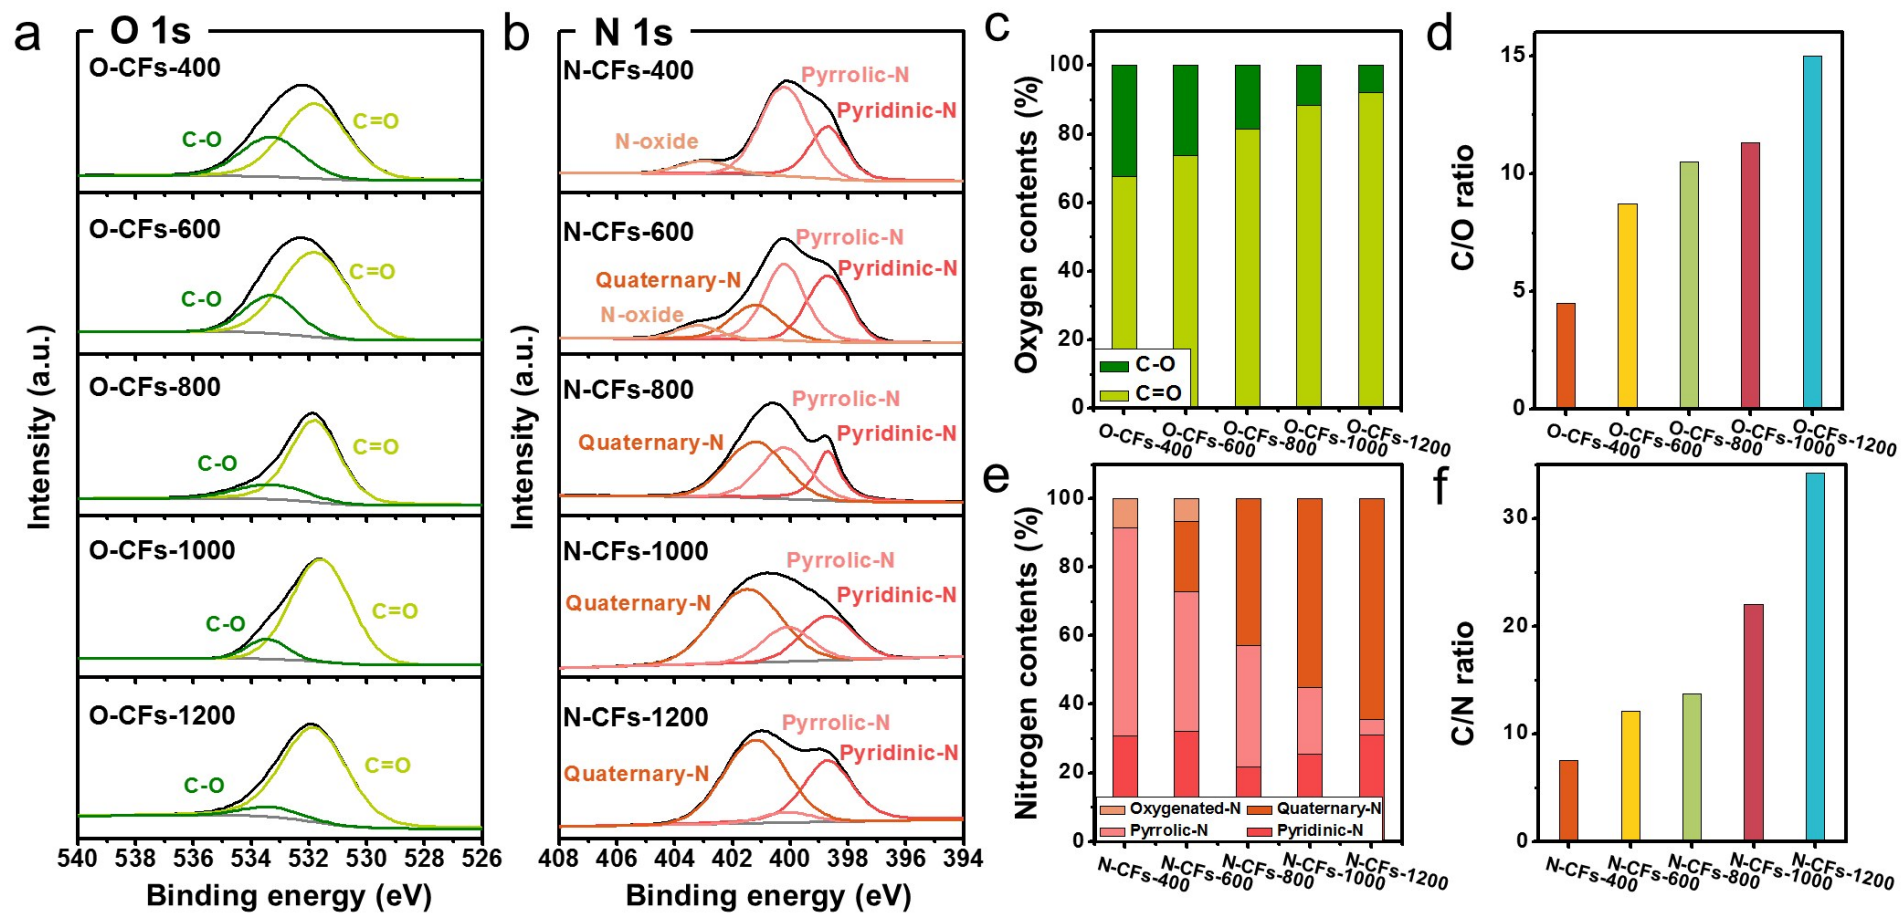 a
O 1s
O-CFs-400
C-O
C=O
O-CFs-600
C-O
C=O
O-CFs-800
C-O
C=O
O-CFs-1000
C-O
C=O
O-CFs-1200
C-O
C=O
540 538 536 534 532 530 528 526
Binding energy (eV)
Intensity (a.u.)
b
N 1s
N-CFs-400
Pyrrolic-N
Pyridinic-N
N-oxide
N-CFs-600
Pyrrolic-N
Pyridinic-N
Quaternary-N
N-oxide
N-CFs-800
Pyrrolic-N
Pyridinic-N
Quaternary-N
N-CFs-1000
Pyrrolic-N
Pyridinic-N
Quaternary-N
N-CFs-1200
Pyrrolic-N
Pyridinic-N
Quaternary-N
408 406 404 402 400 398 396 394
Binding energy (eV)
Intensity (a.u.)
c
Oxygen contents (%)
100
80
60
40
20
0
C-O
C=O
O-CFs-400
O-CFs-600
O-CFs-800
O-CFs-1000
O-CFs-1200
d
C/O ratio
15
10
5
0
O-CFs-400
O-CFs-600
O-CFs-800
O-CFs-1000
O-CFs-1200
e
Nitrogen contents (%)
100
80
60
40
20
0
Oxygenated-N Quaternary-N
Pyrrolic-N Pyridinic-N
N-CFs-400
N-CFs-600
N-CFs-800
N-CFs-1000
N-CFs-1200
f
C/N ratio
30
20
10
0
N-CFs-400
N-CFs-600
N-CFs-800
N-CFs-1000
N-CFs-1200